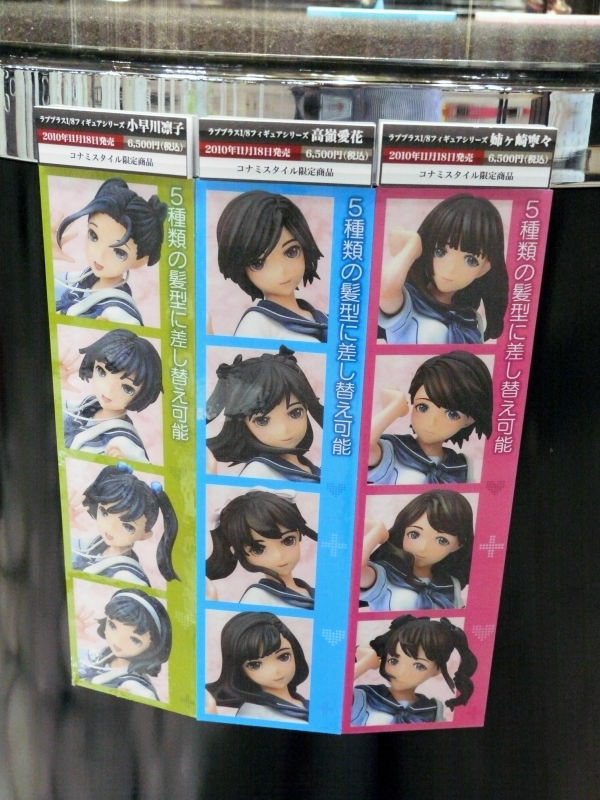 ラブプラス1/8フィギュアシリーズ 小早川凛子
2010年11月18日発売 6,500円(税込)
コナミスタイル限定商品
5種類の髪型に差し替え可能
ラブプラス1/8フィギュアシリーズ 高嶺愛花
2010年11月18日発売 6,500円(税込)
コナミスタイル限定商品
5種類の髪型に差し替え可能
ラブプラス1/8フィギュアシリーズ 姉ヶ崎寧々
2010年11月18日発売 6,500円(税込)
コナミスタイル限定商品
5種類の髪型に差し替え可能